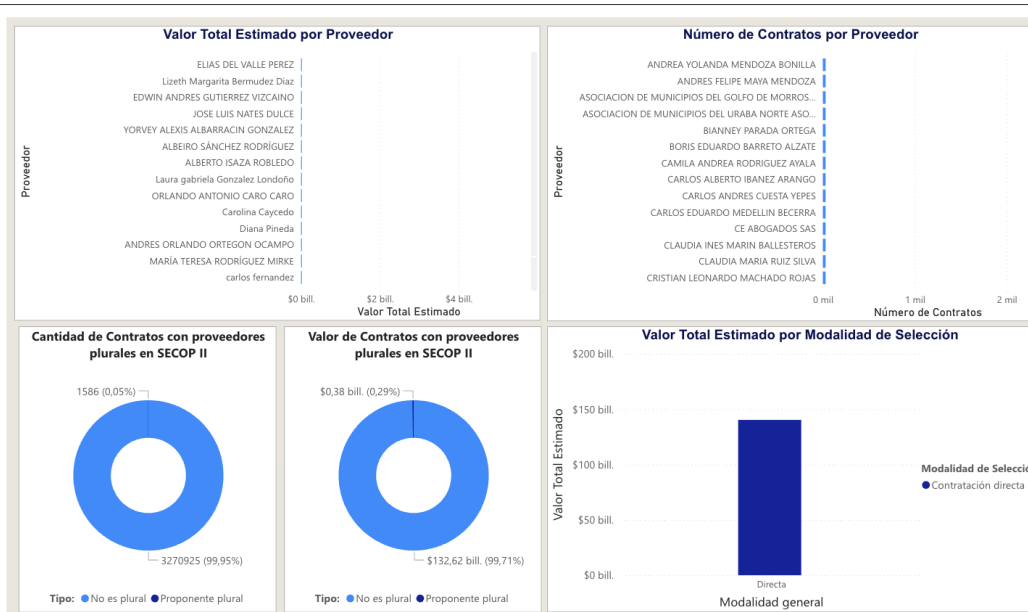 Valor Total Estimado por Proveedor
Proveedor
ELIAS DEL VALLE PEREZ
Lizeth Margarita Bermudez Diaz
EDWIN ANDRES GUTIERREZ VIZCAINO
JOSE LUIS NATES DULCE
YORVEY ALEXIS ALBARRACIN GONZALEZ
ALBEIRO SÁNCHEZ RODRÍGUEZ
ALBERTO ISAZA ROBLEDO
Laura gabriela Gonzalez Londoño
ORLANDO ANTONIO CARO CARO
Carolina Caycedo
Diana Pineda
ANDRES ORLANDO ORTEGON OCAMPO
MARÍA TERESA RODRÍGUEZ MIRKE
carlos fernandez
$0 bill. $2 bill. $4 bill.
Valor Total Estimado
Número de Contratos por Proveedor
Proveedor
ANDREA YOLANDA MENDOZA BONILLA
ANDRES FELIPE MAYA MENDOZA
ASOCIACION DE MUNICIPIOS DEL GOLFO DE MORROS...
ASOCIACION DE MUNICIPIOS DEL URABA NORTE ASO...
BIANNEY PARADA ORTEGA
BORIS EDUARDO BARRETO ALZATE
CAMILA ANDREA RODRIGUEZ AYALA
CARLOS ALBERTO IBANEZ ARANGO
CARLOS ANDRES CUESTA YEPES
CARLOS EDUARDO MEDELLIN BECERRA
CE ABOGADOS SAS
CLAUDIA INES MARIN BALLESTEROS
CLAUDIA MARIA RUIZ SILVA
CRISTIAN LEONARDO MACHADO ROJAS
0 mil 1 mil 2 mil
Número de Contratos
Cantidad de Contratos con proveedores
plurales en SECOP II
1586 (0,05%)
3270925 (99,95%)
Tipo: No es plural Proponente plural
Valor de Contratos con proveedores
plurales en SECOP II
$0,38 bill. (0,29%)
$132,62 bill. (99,71%)
Tipo: No es plural Proponente plural
Valor Total Estimado por Modalidad de Selección
Valor Total Estimado
$200 bill.
$150 bill.
$100 bill.
$50 bill.
$0 bill.
Directa
Modalidad general
Modalidad de Selecció
Contratación directa